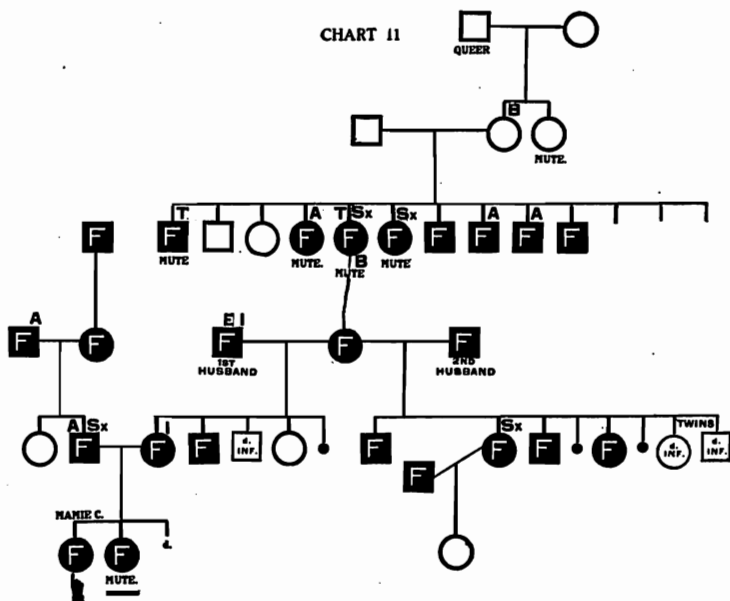 CHART 11
QUEER
B
MUTE.
T A T Sx Sx A A
F F F F F F F F
MUTE MUTE. MUTE B MUTE
F
A E I
F F F F F
1ST HUSBAND 2ND HUSBAND
A Sx I Sx TWINS
F F F d. INF. F F F F d. INF. d. INF.
F
MAMIE C.
F F d.
MUTE.